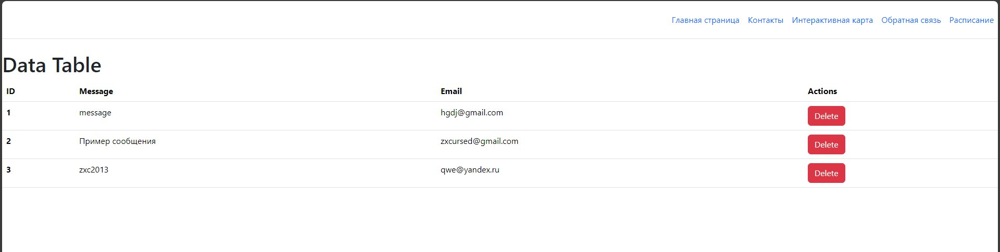 Главная страница Контакты Интерактивная карта Обратная связь Расписание
Data Table
ID Message Email Actions
1 message hgdj@gmail.com Delete
2 Пример сообщения zxcursed@gmail.com Delete
3 zxc2013 qwe@yandex.ru Delete